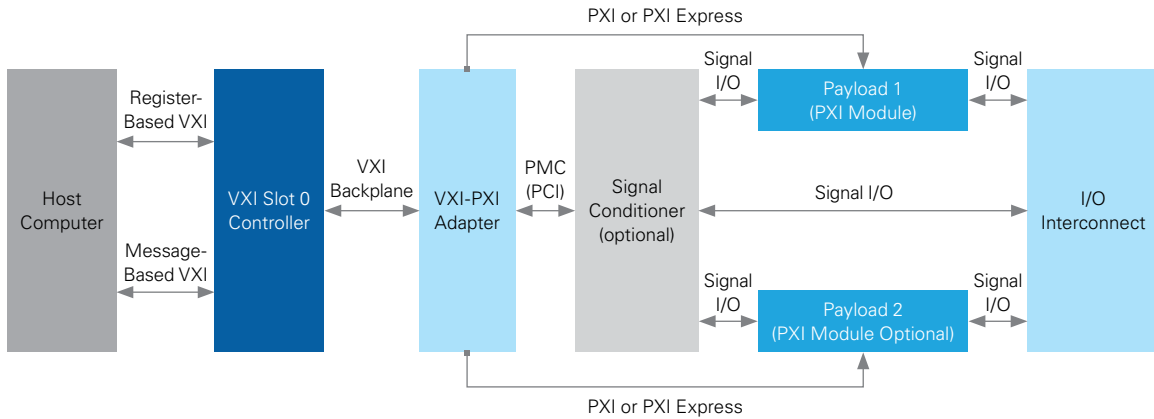 PXI or PXI Express
Signal
I/O
Payload 1
(PXI Module)
Signal
I/O
Register-
Based VXI
Host
Computer
VXI Slot 0
Controller
VXI
Backplane
VXI-PXI
Adapter
PMC
(PCI)
Signal
Conditioner
(optional)
Signal I/O
I/O
Interconnect
Message-
Based VXI
Signal
I/O
Payload 2
(PXI Module Optional)
Signal
I/O
PXI or PXI Express